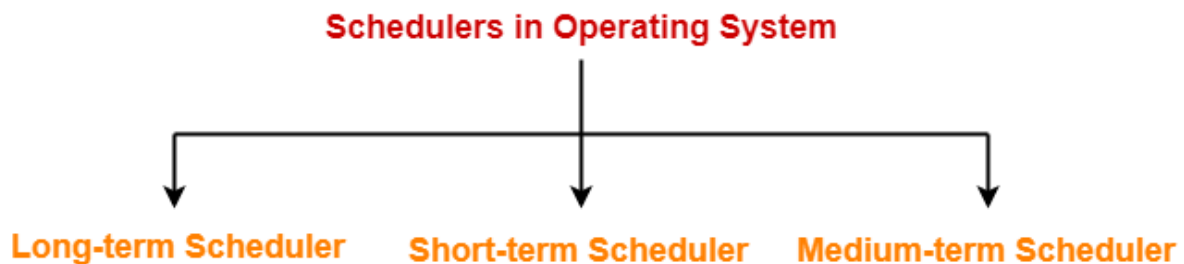 Schedulers in Operating System
Long-term Scheduler
Short-term Scheduler
Medium-term Scheduler